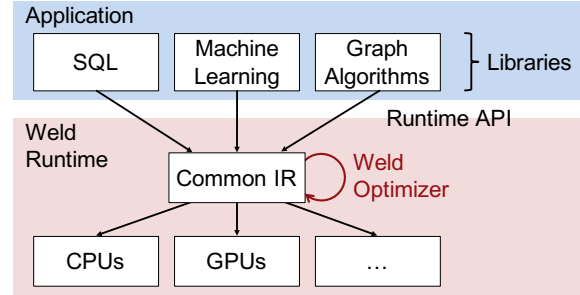 Application
SQL
Machine
Learning
Graph
Algorithms
Libraries
Runtime API
Weld
Runtime
Common IR
Weld
Optimizer
CPUs
GPUs
...